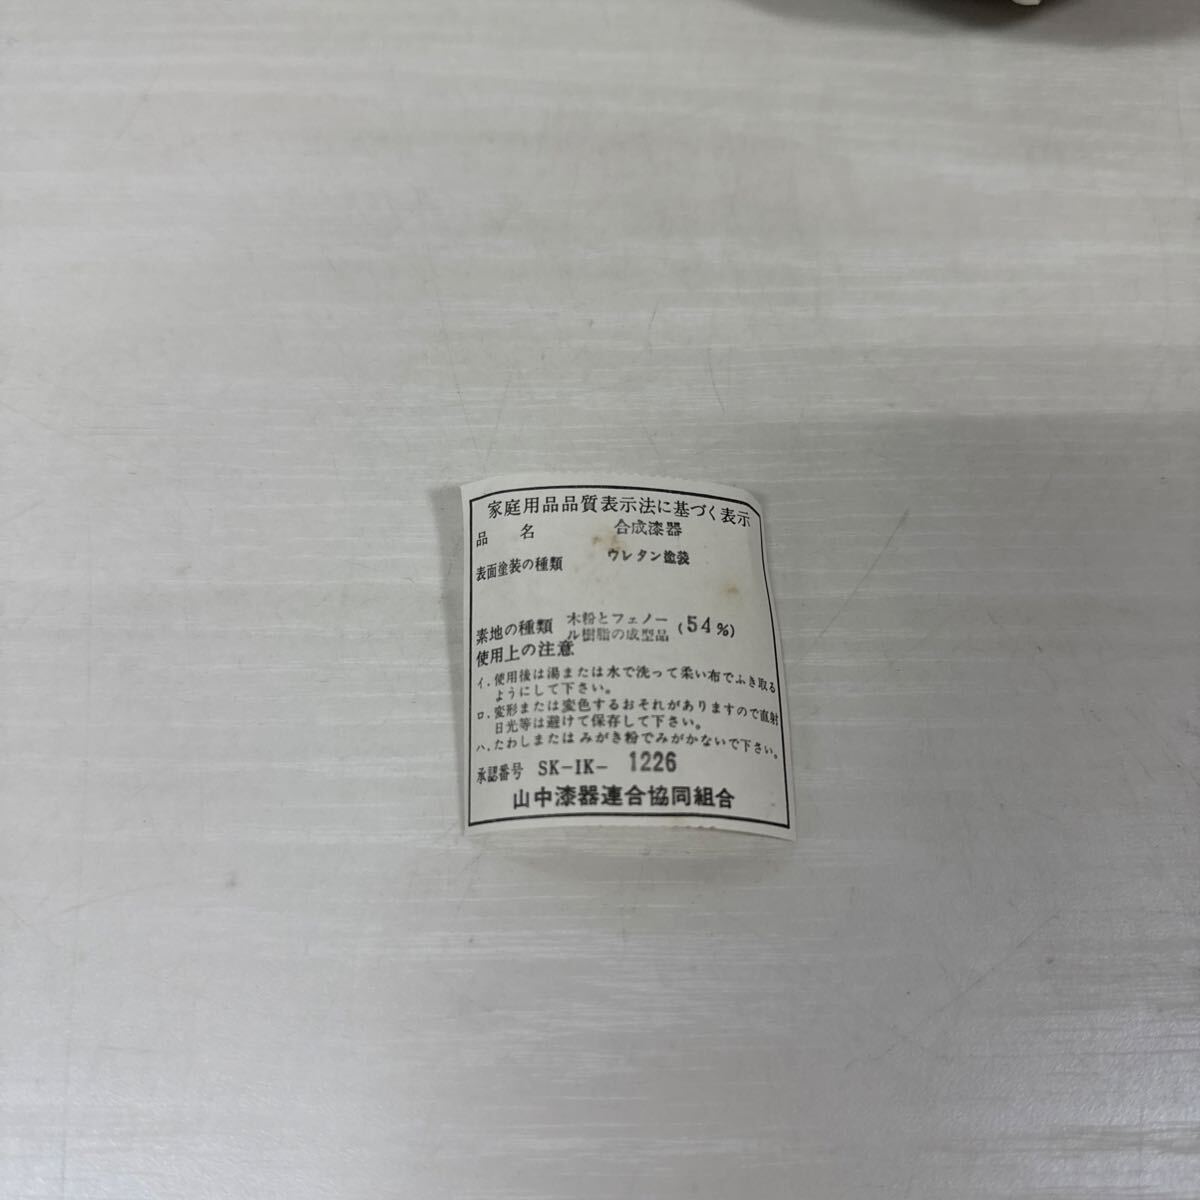 家庭用品品質表示法に基づく表示
品名 合成漆器
表面塗装の種類 ウレタン塗装
素地の種類 木粉とフェノー
ル樹脂の成型品 (54%)
使用上の注意
イ.使用後は湯または水で洗って柔い布でふき取る
ようにして下さい。
ロ.変形または変色するおそれがありますので直射
日光等は避けて保存して下さい。
ハ.たわしまたはみがき粉でみがかないで下さい。
承認番号 SK-IK- 1226
山中漆器連合協同組合